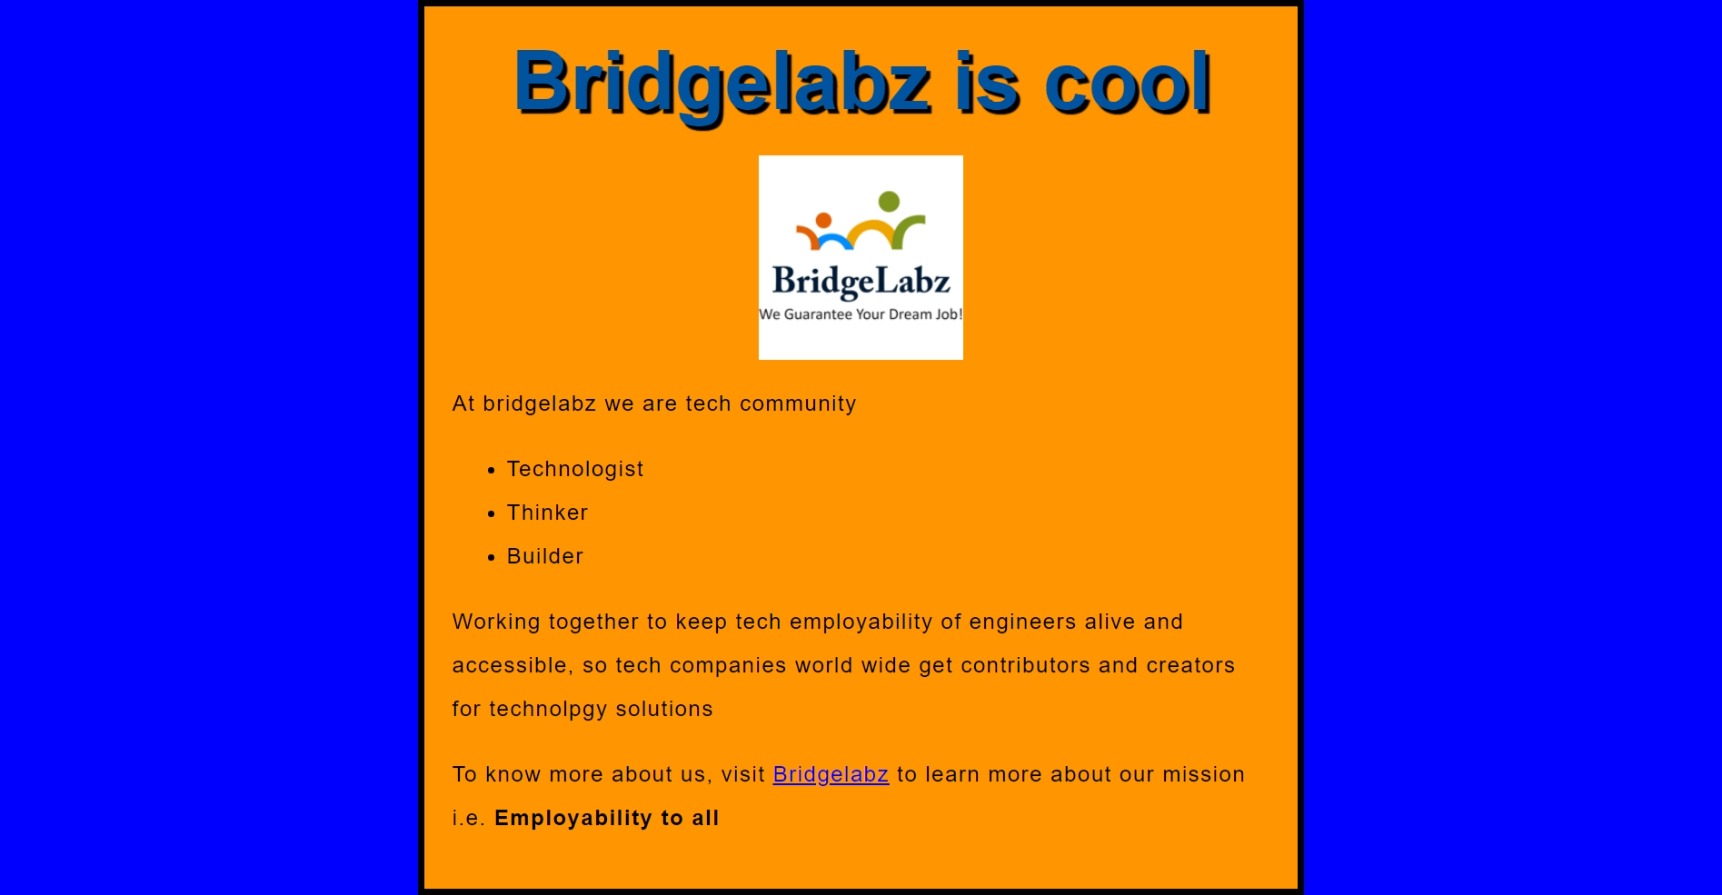 Bridgelabz is cool
BridgeLabz
We Guarantee Your Dream Job!
At bridgelabz we are tech community
• Technologist
• Thinker
• Builder
Working together to keep tech employability of engineers alive and
accessible, so tech companies world wide get contributors and creators
for technolpgy solutions
To know more about us, visit Bridgelabz to learn more about our mission
i.e. Employability to all